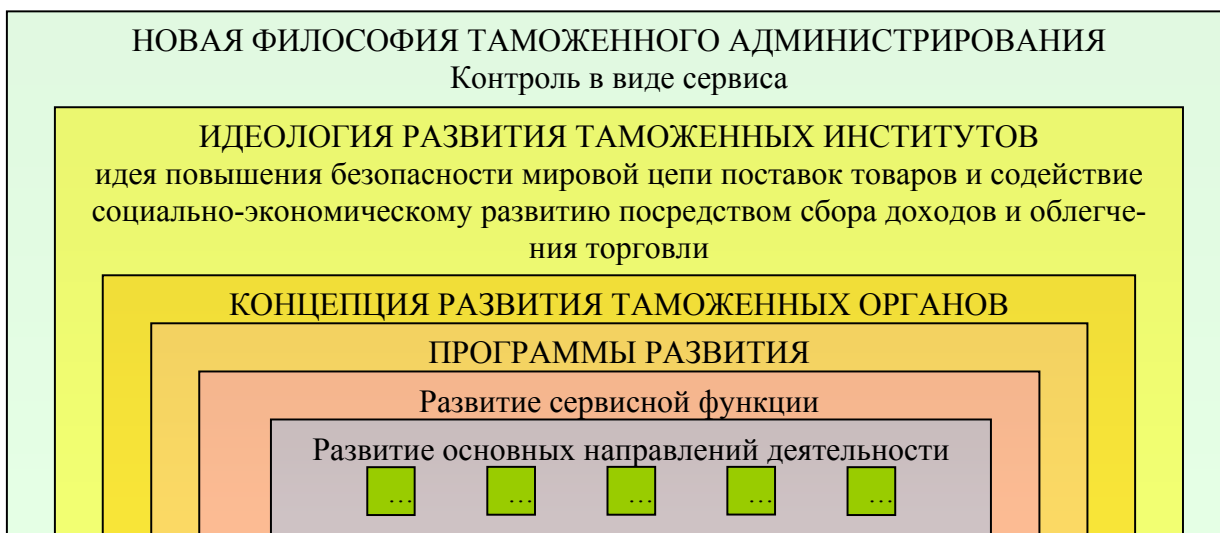 НОВАЯ ФИЛОСОФИЯ ТАМОЖЕННОГО АДМИНИСТРИРОВАНИЯ
Контроль в виде сервиса
ИДЕОЛОГИЯ РАЗВИТИЯ ТАМОЖЕННЫХ ИНСТИТУТОВ
идея повышения безопасности мировой цепи поставок товаров и содействие
социально-экономическому развитию посредством сбора доходов и облегче-
ния торговли
КОНЦЕПЦИЯ РАЗВИТИЯ ТАМОЖЕННЫХ ОРГАНОВ
ПРОГРАММЫ РАЗВИТИЯ
Развитие сервисной функции
Развитие основных направлений деятельности
… … … … …